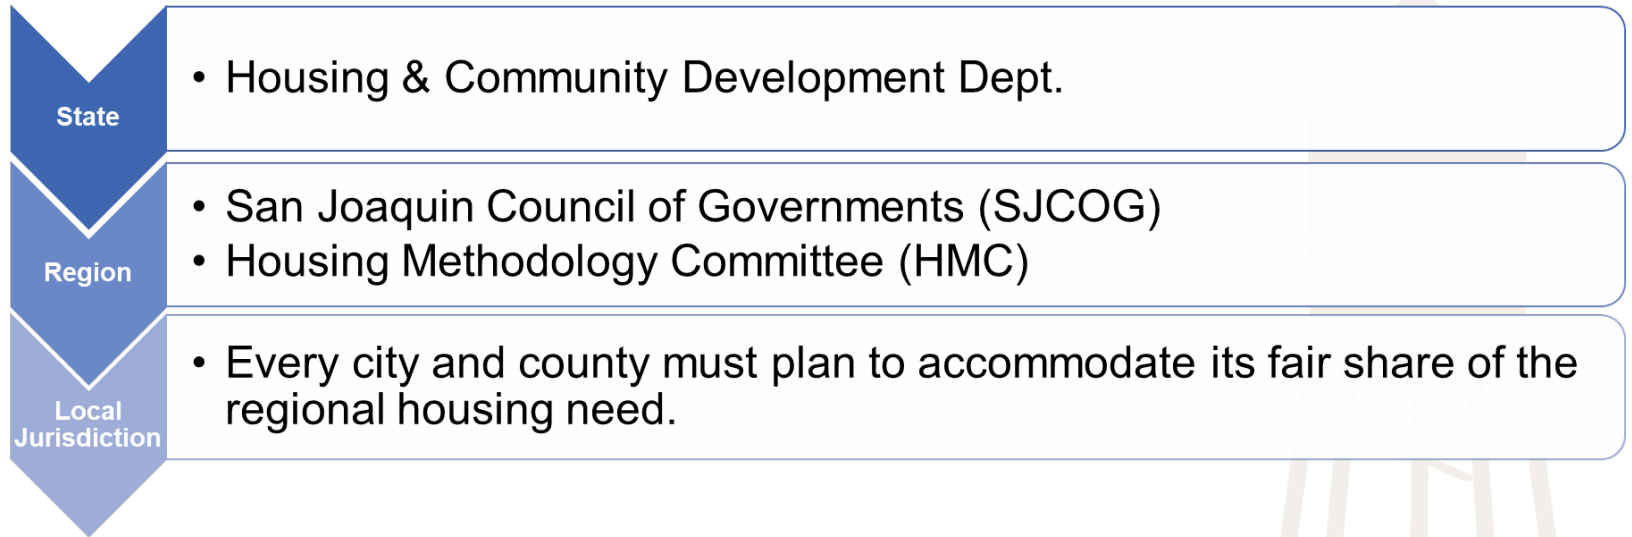 State
• Housing & Community Development Dept.
Region
• San Joaquin Council of Governments (SJCOG)
• Housing Methodology Committee (HMC)
Local
Jurisdiction
• Every city and county must plan to accommodate its fair share of the
regional housing need.